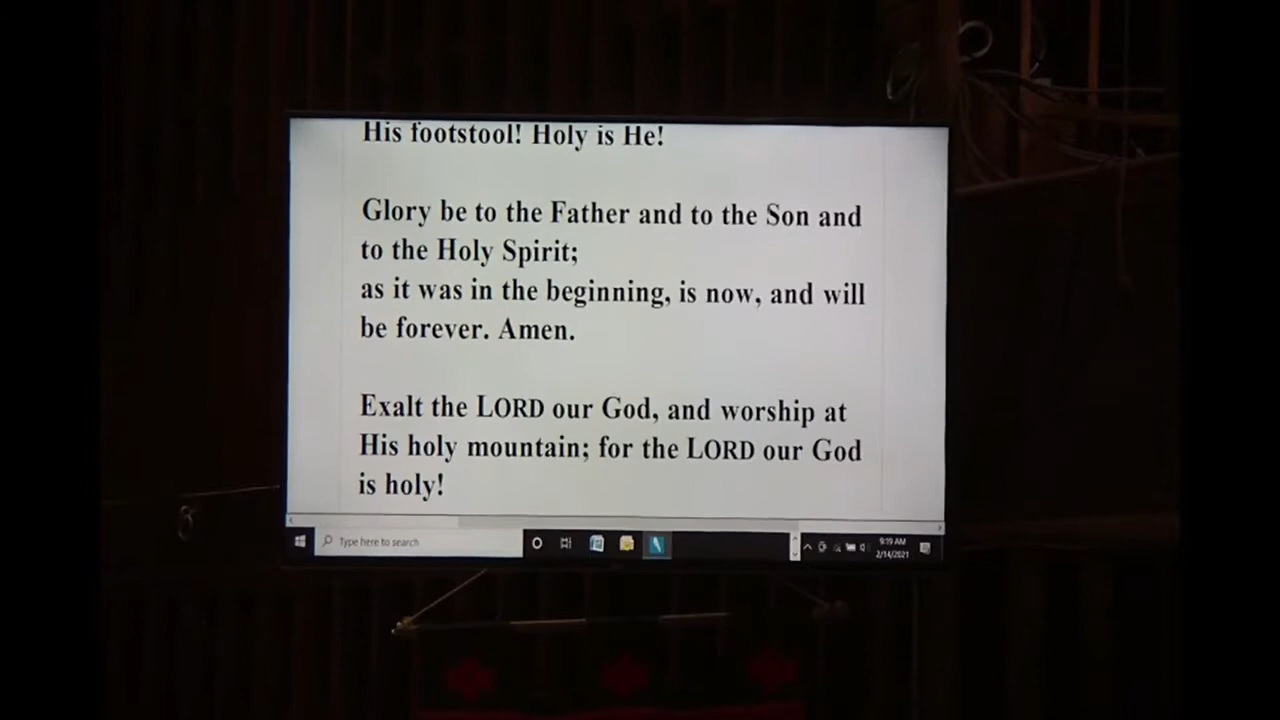 His footstool! Holy is He!
Glory be to the Father and to the Son and
to the Holy Spirit;
as it was in the beginning, is now, and will
be forever. Amen.
Exalt the LORD our God, and worship at
His holy mountain; for the LORD our God
is holy!
Type here to search
9:19 AM
2/14/2021